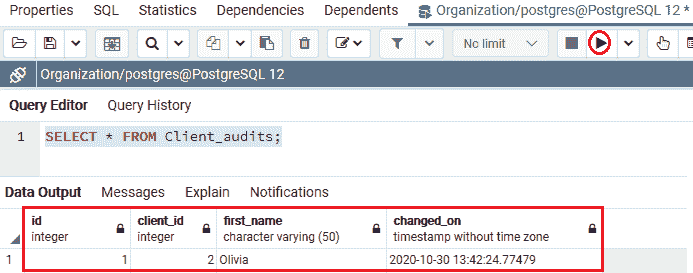 Properties SQL Statistics Dependencies Dependents Organization/postgres@PostgreSQL 12 *
No limit
Organization/postgres@PostgreSQL 12
Query Editor Query History
1 SELECT * FROM Client_audits;
Data Output Messages Explain Notifications
id client_id first_name changed_on
integer integer character varying (50) timestamp without time zone
1 1 2 Olivia 2020-10-30 13:42:24.77479